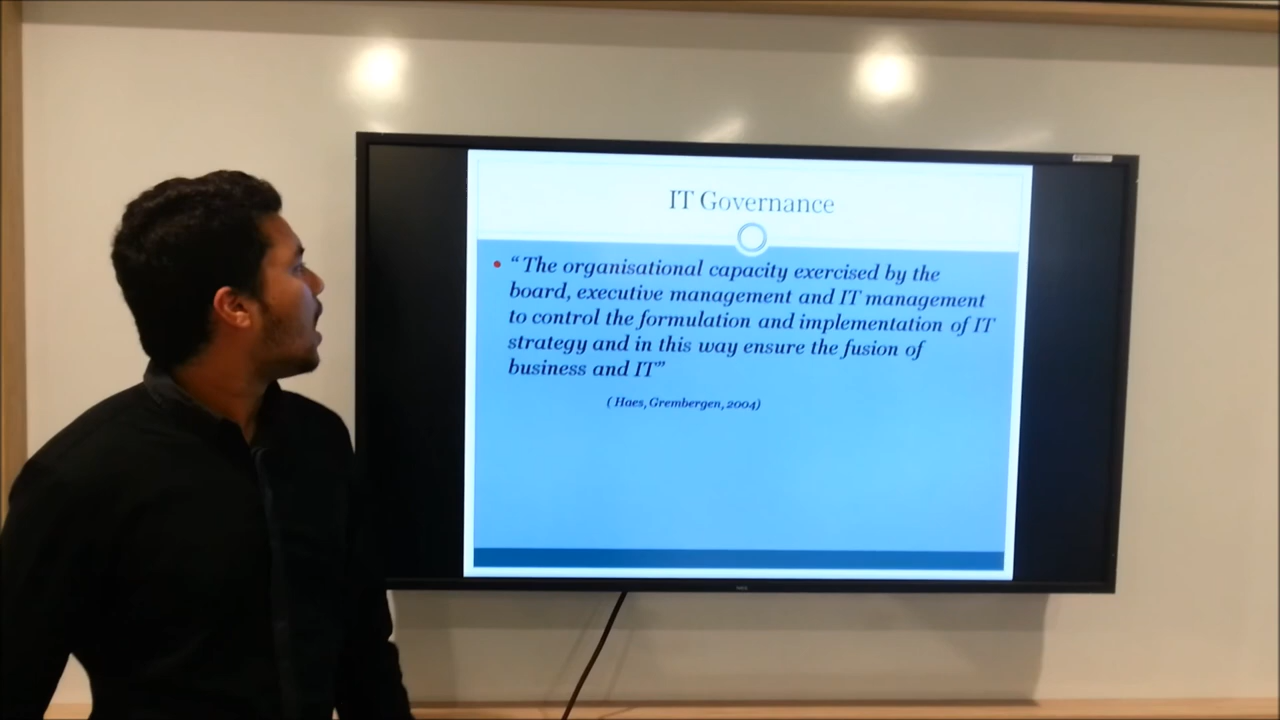 IT Governance
• “ The organisational capacity exercised by the
board, executive management and IT management
to control the formulation and implementation of IT
strategy and in this way ensure the fusion of
business and IT”
( Haes, Grembergen, 2004)